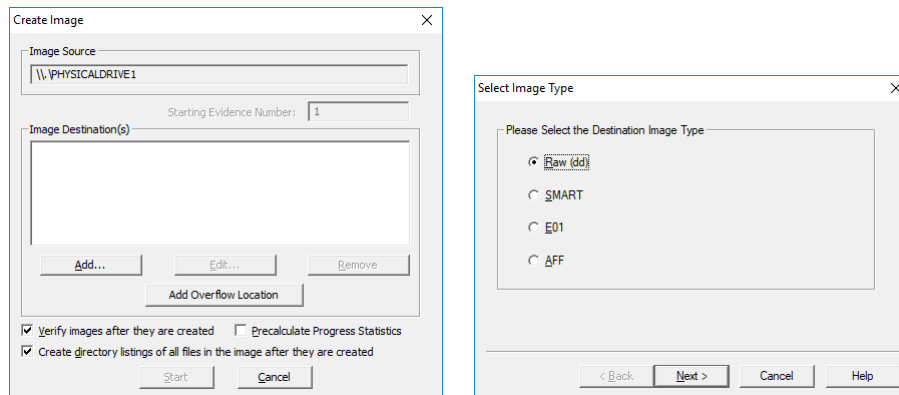 Create Image
Image Source
\\.\PHYSICALDRIVE1
Starting Evidence Number: 1
Image Destination(s)
Add... Edit... Remove
Add Overflow Location
Verify images after they are created Precalculate Progress Statistics
Create directory listings of all files in the image after they are created
Start Cancel
Select Image Type
Please Select the Destination Image Type
Raw (dd)
SMART
E01
AFF
< Back Next > Cancel Help